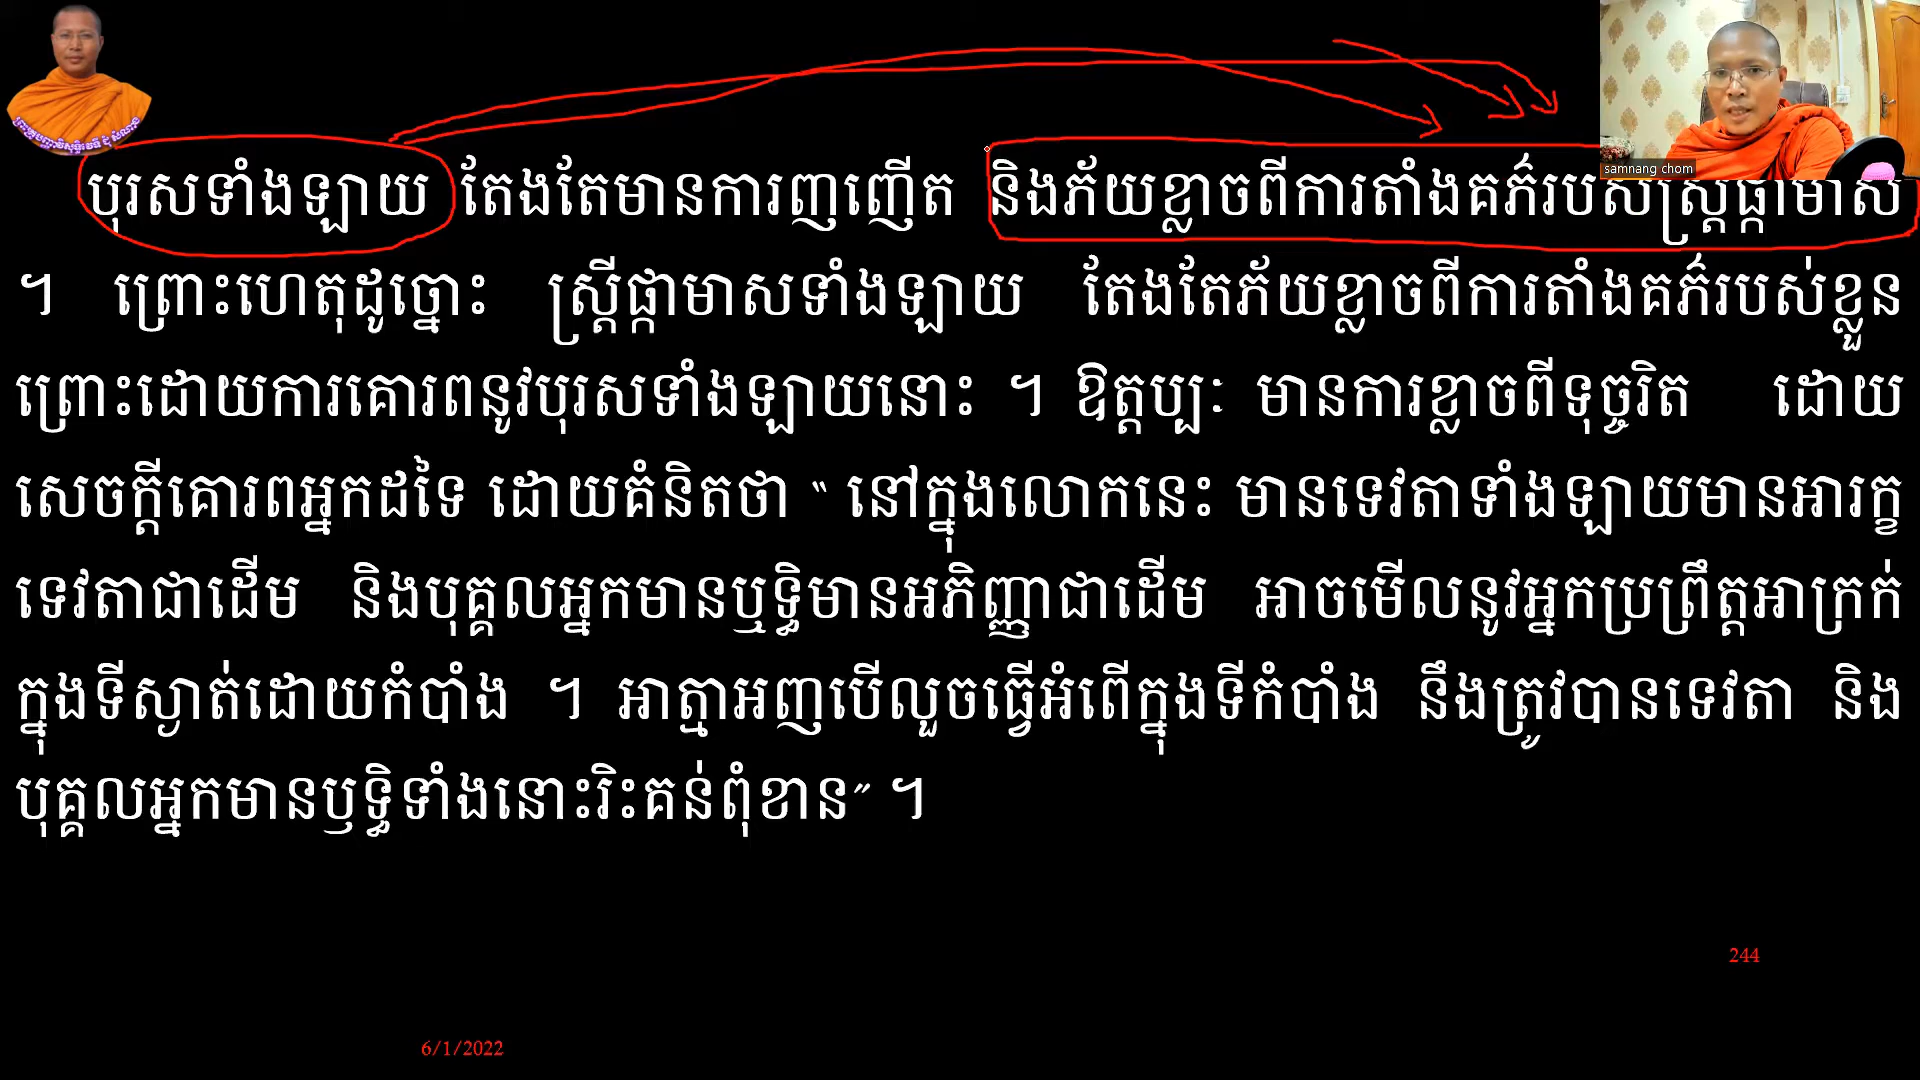 samnang chom
បុរសទាំងឡាយ តែងតែមានការញញើត និងភ័យខ្លាចពីការតាំងគភ៌របស់ស្ត្រីផ្កាមាស
។ ព្រោះហេតុដូច្នោះ ស្ត្រីផ្កាមាសទាំងឡាយ តែងតែភ័យខ្លាចពីការតាំងគភ៌របស់ខ្លួន
ព្រោះដោយការគោរពនូវបុរសទាំងឡាយនោះ ។ ឱត្តប្បៈ មានការខ្លាចពីទុច្ចរិត ដោយ
សេចក្តីគោរពអ្នកដទៃ ដោយគំនិតថា “ នៅក្នុងលោកនេះ មានទេវតាទាំងឡាយមានអារក្ខ
ទេវតាជាដើម និងបុគ្គលអ្នកមានឬទ្ធិមានអភិញ្ញាជាដើម អាចមើលនូវអ្នកប្រព្រឹត្តអាក្រក់
ក្នុងទីស្ងាត់ដោយកំបាំង ។ អាត្មាអញបើលួចធ្វើអំពើក្នុងទីកំបាំង នឹងត្រូវបានទេវតា និង
បុគ្គលអ្នកមានឫទ្ធិទាំងនោះរិះគន់ពុំខាន” ។
244
6/1/2022